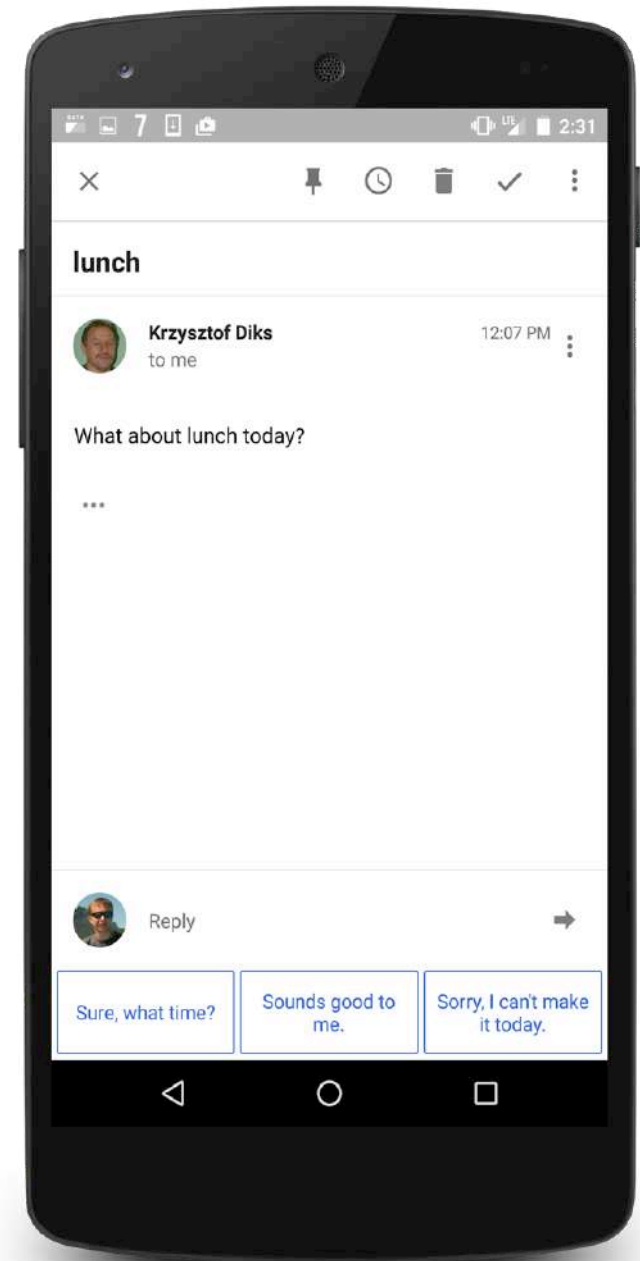 7 LTE 2:31
lunch
Krzysztof Diks 12:07 PM
to me
What about lunch today?
...
Reply
Sure, what time?
Sounds good to
me.
Sorry, I can't make
it today.